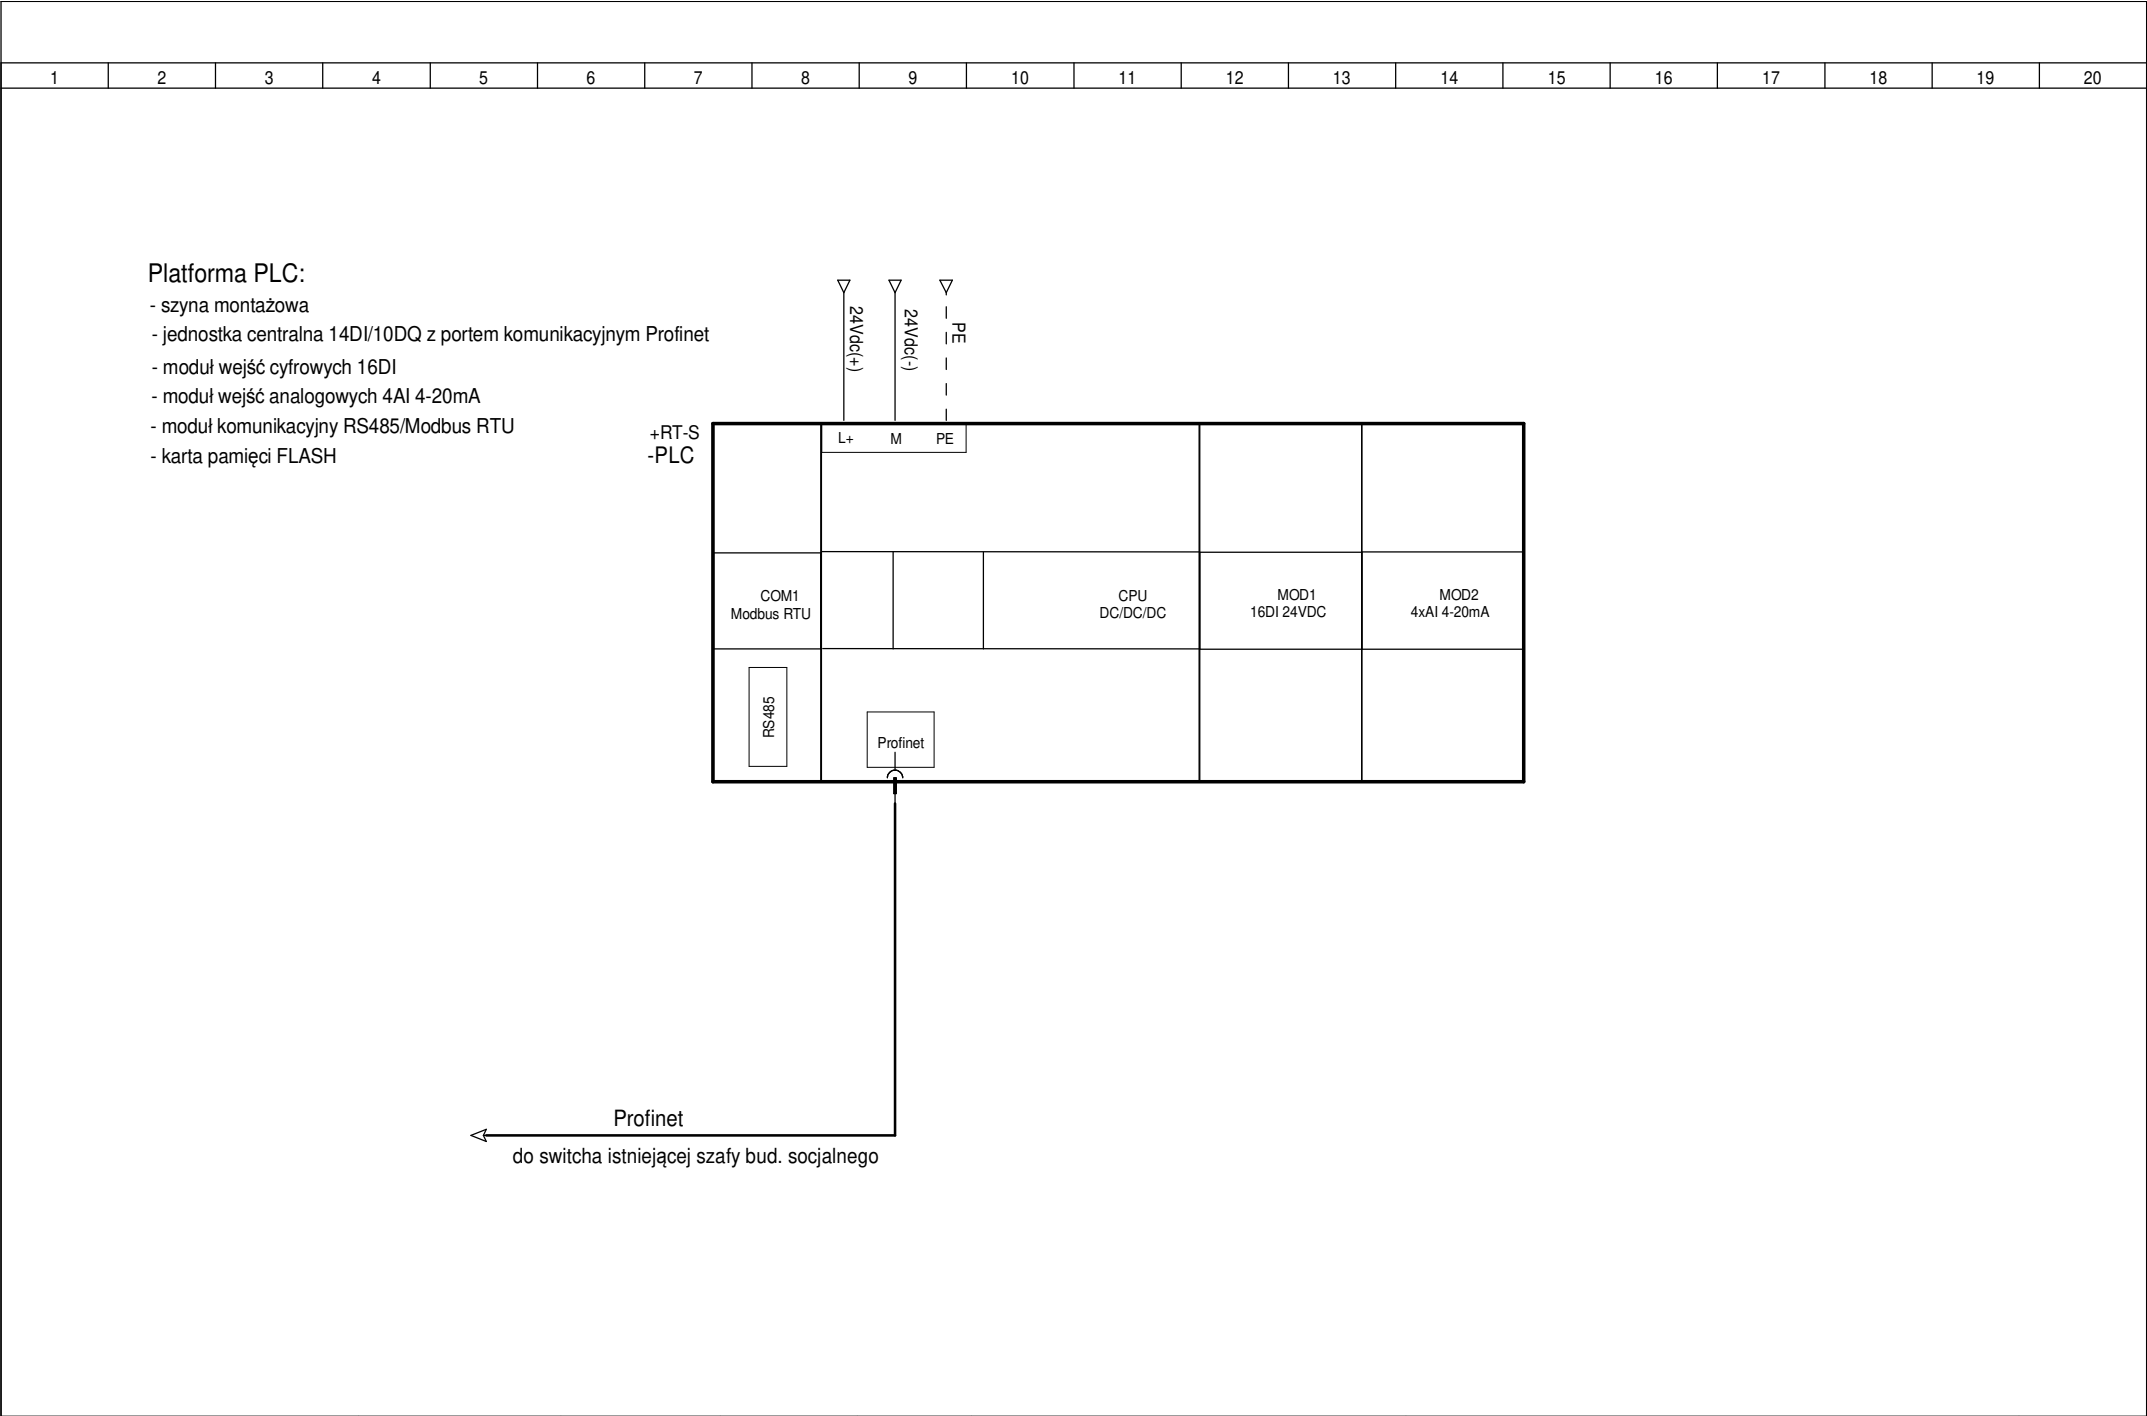 1 2 3 4 5 6 7 8 9 10 11 12 13 14 15 16 17 18 19 20
Platforma PLC:
- szyna montażowa
- jednostka centralna 14DI/10DQ z portem komunikacyjnym Profinet
- moduł wejść cyfrowych 16DI
- moduł wejść analogowych 4AI 4-20mA
- moduł komunikacyjny RS485/Modbus RTU
- karta pamięci FLASH
24Vdc(+)
24Vdc(-)
PE
+RT-S
-PLC
L+ M PE
COM1
Modbus RTU
CPU
DC/DC/DC
MOD1
16DI 24VDC
MOD2
4xAI 4-20mA
RS485
Profinet
Profinet
do switcha istniejącej szafy bud. socjalnego